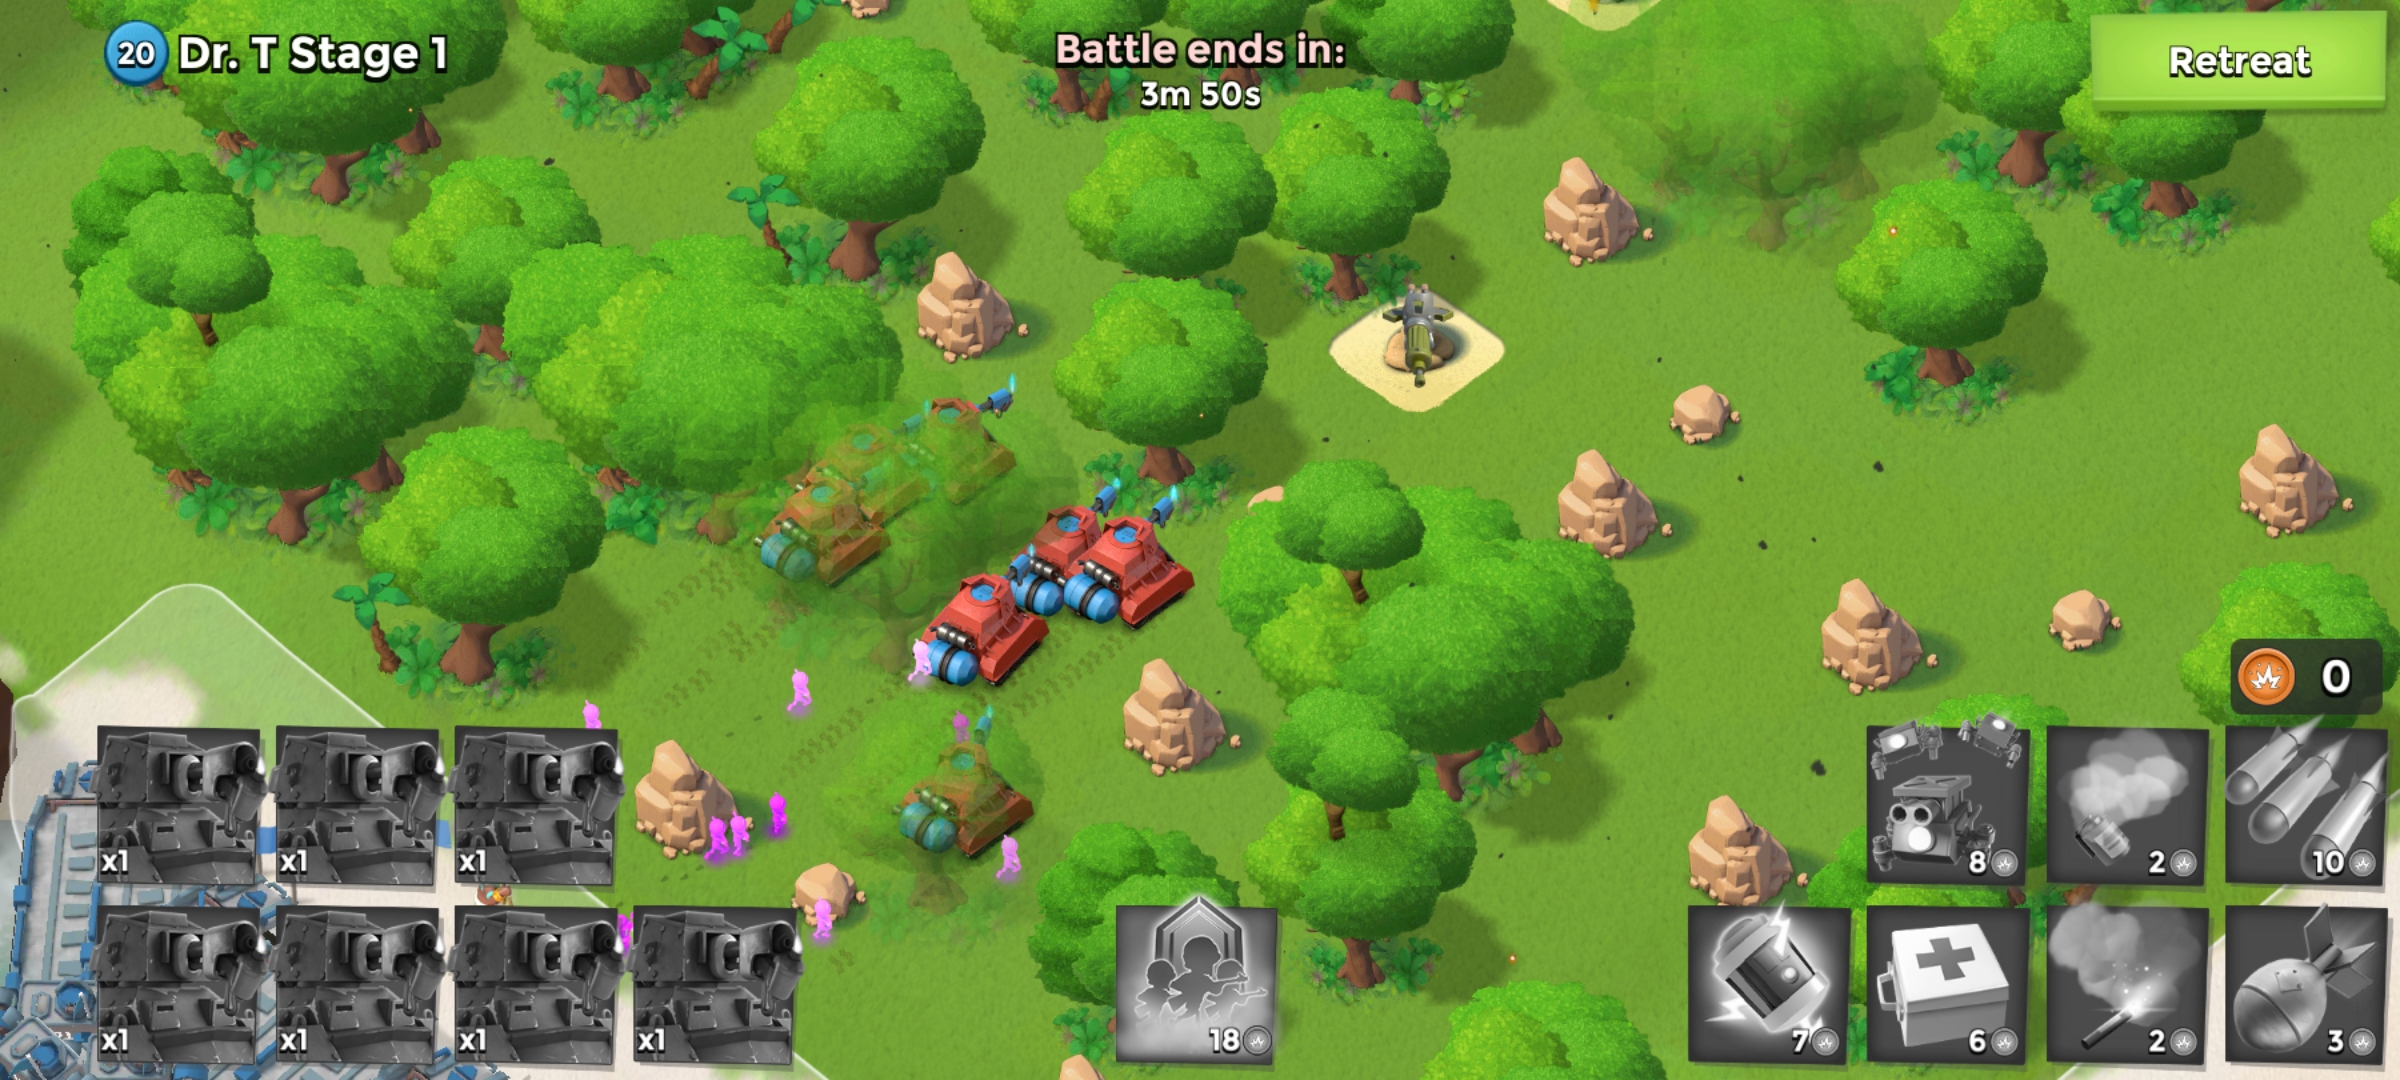 20 Dr. T Stage 1
Battle ends in:
3m 50s
Retreat
0
x1 x1 x1
8 2 10
x1 x1 x1 x1
18
7 6 2 3